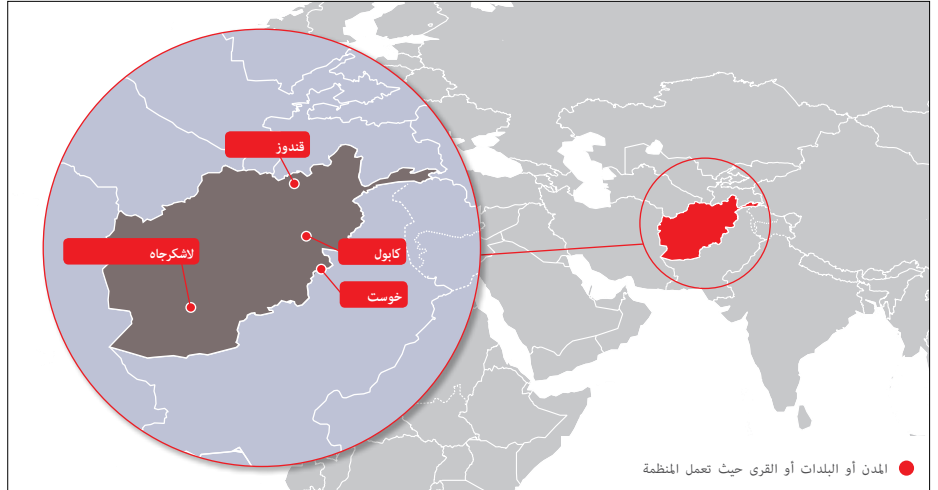 قندوز
كابول
لاشكرجاه
خوست
المدن أو البلدات أو القرى حيث تعمل المنظمة